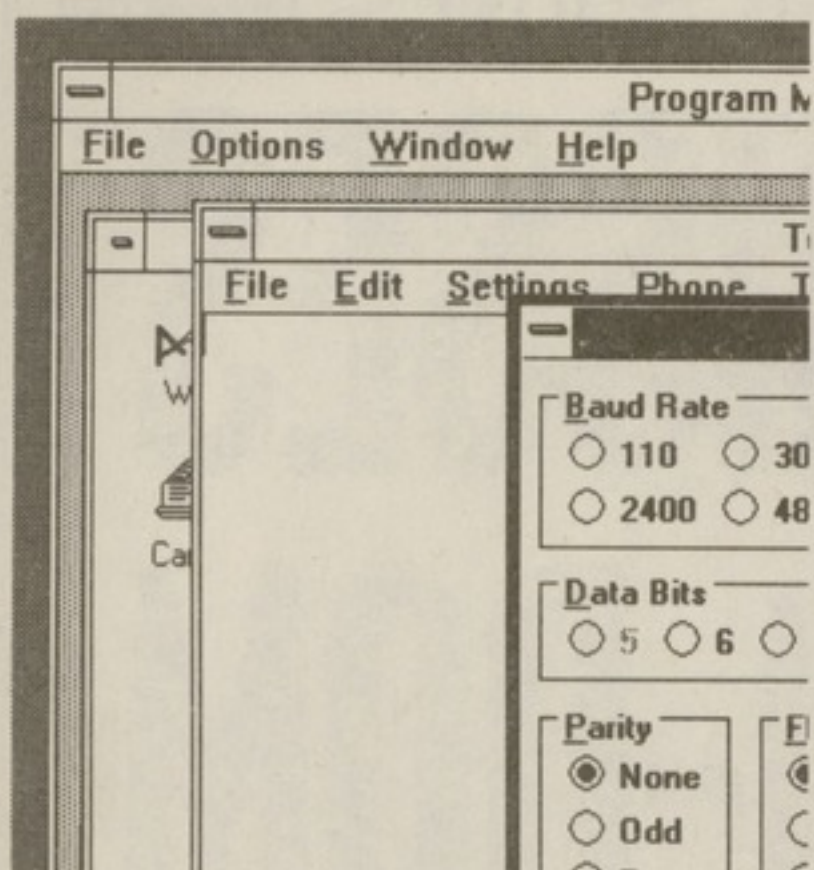 Program M
File Options Window Help
T
File Edit Settings Phone T
W
Baud Rate
110 30
2400 48
Car
Data Bits
5 6
Parity F
None
Odd